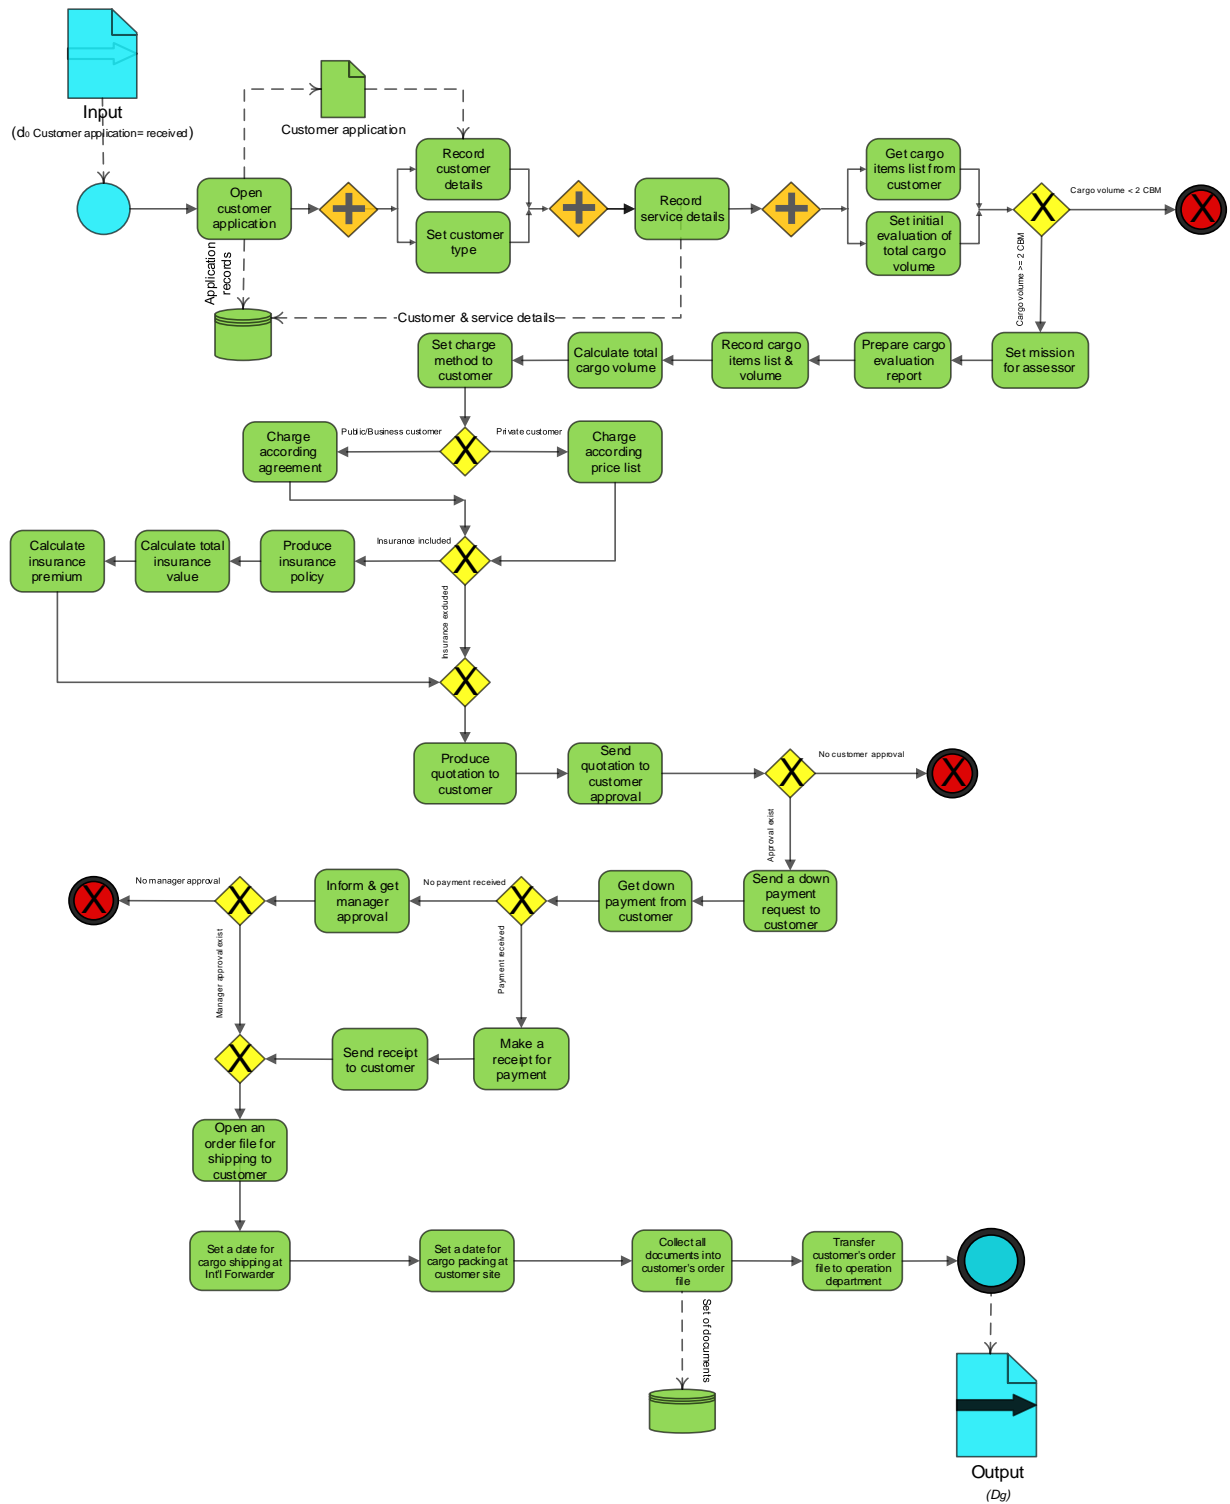 Input
(d₀ Customer application= received)
Customer application
Open
customer
application
Record
customer
details
Set customer
type
Record
service details
Get cargo
items list from
customer
Set initial
evaluation of
total cargo
volume
X
Cargo volume < 2 CBM
X
Cargo volume >= 2 CBM
Application
records
Customer & service details
Set charge
method to
customer
Calculate total
cargo volume
Record cargo
items list &
volume
Prepare cargo
evaluation
report
Set mission
for assessor
Charge
according
agreement
Public/Business customer
X
Private customer
Charge
according
price list
Calculate
insurance
premium
Calculate total
insurance
value
Produce
insurance
policy
Insurance included
X
Insurance excluded
X
Produce
quotation to
customer
Send
quotation to
customer
approval
X
No customer approval
X
Approval exist
X
No manager approval
X
Inform & get
manager
approval
No payment received
X
Get down
payment from
customer
Send a down
payment
request to
customer
Manager approval exist
Payment received
X
Send receipt
to customer
Make a
receipt for
payment
Open an
order file for
shipping to
customer
Set a date for
cargo shipping at
Int'l Forwarder
Set a date for
cargo packing at
customer site
Collect all
documents into
customer's order
file
Transfer
customer's order
file to operation
department
Set of documents
Output
(Dg)